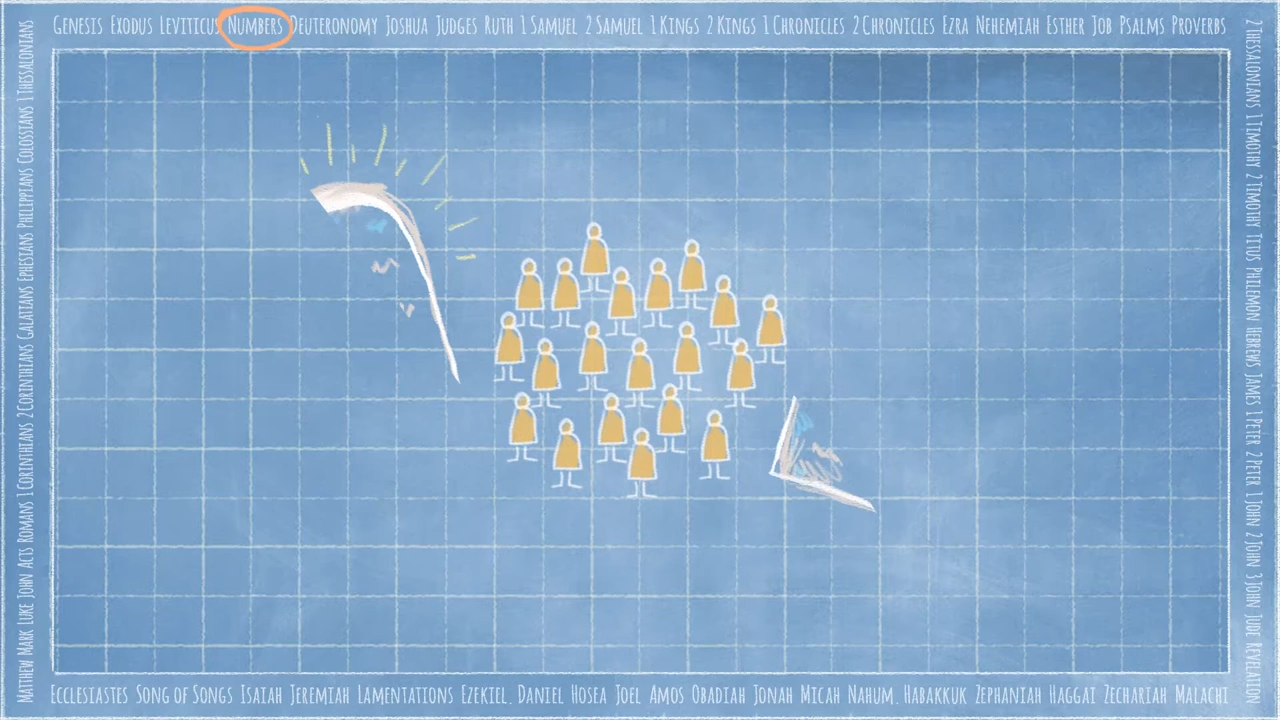 Genesis Exodus Leviticus Numbers Deuteronomy Joshua Judges Ruth 1 Samuel 2 Samuel 1 Kings 2 Kings 1 Chronicles 2 Chronicles Ezra Nehemiah Esther Job Psalms Proverbs
Matthew Mark Luke John Acts Romans 1 Corinthians 2 Corinthians Galatians Ephesians Philippians Colossians 1 Thessalonians
2 Thessalonians 1 Timothy 2 Timothy Titus Philemon Hebrews James 1 Peter 2 Peter 1 John 2 John 3 John Jude Revelation
Ecclesiastes Song of Songs Isaiah Jeremiah Lamentations Ezekiel Daniel Hosea Joel Amos Obadiah Jonah Micah Nahum Habakkuk Zephaniah Haggai Zechariah Malachi